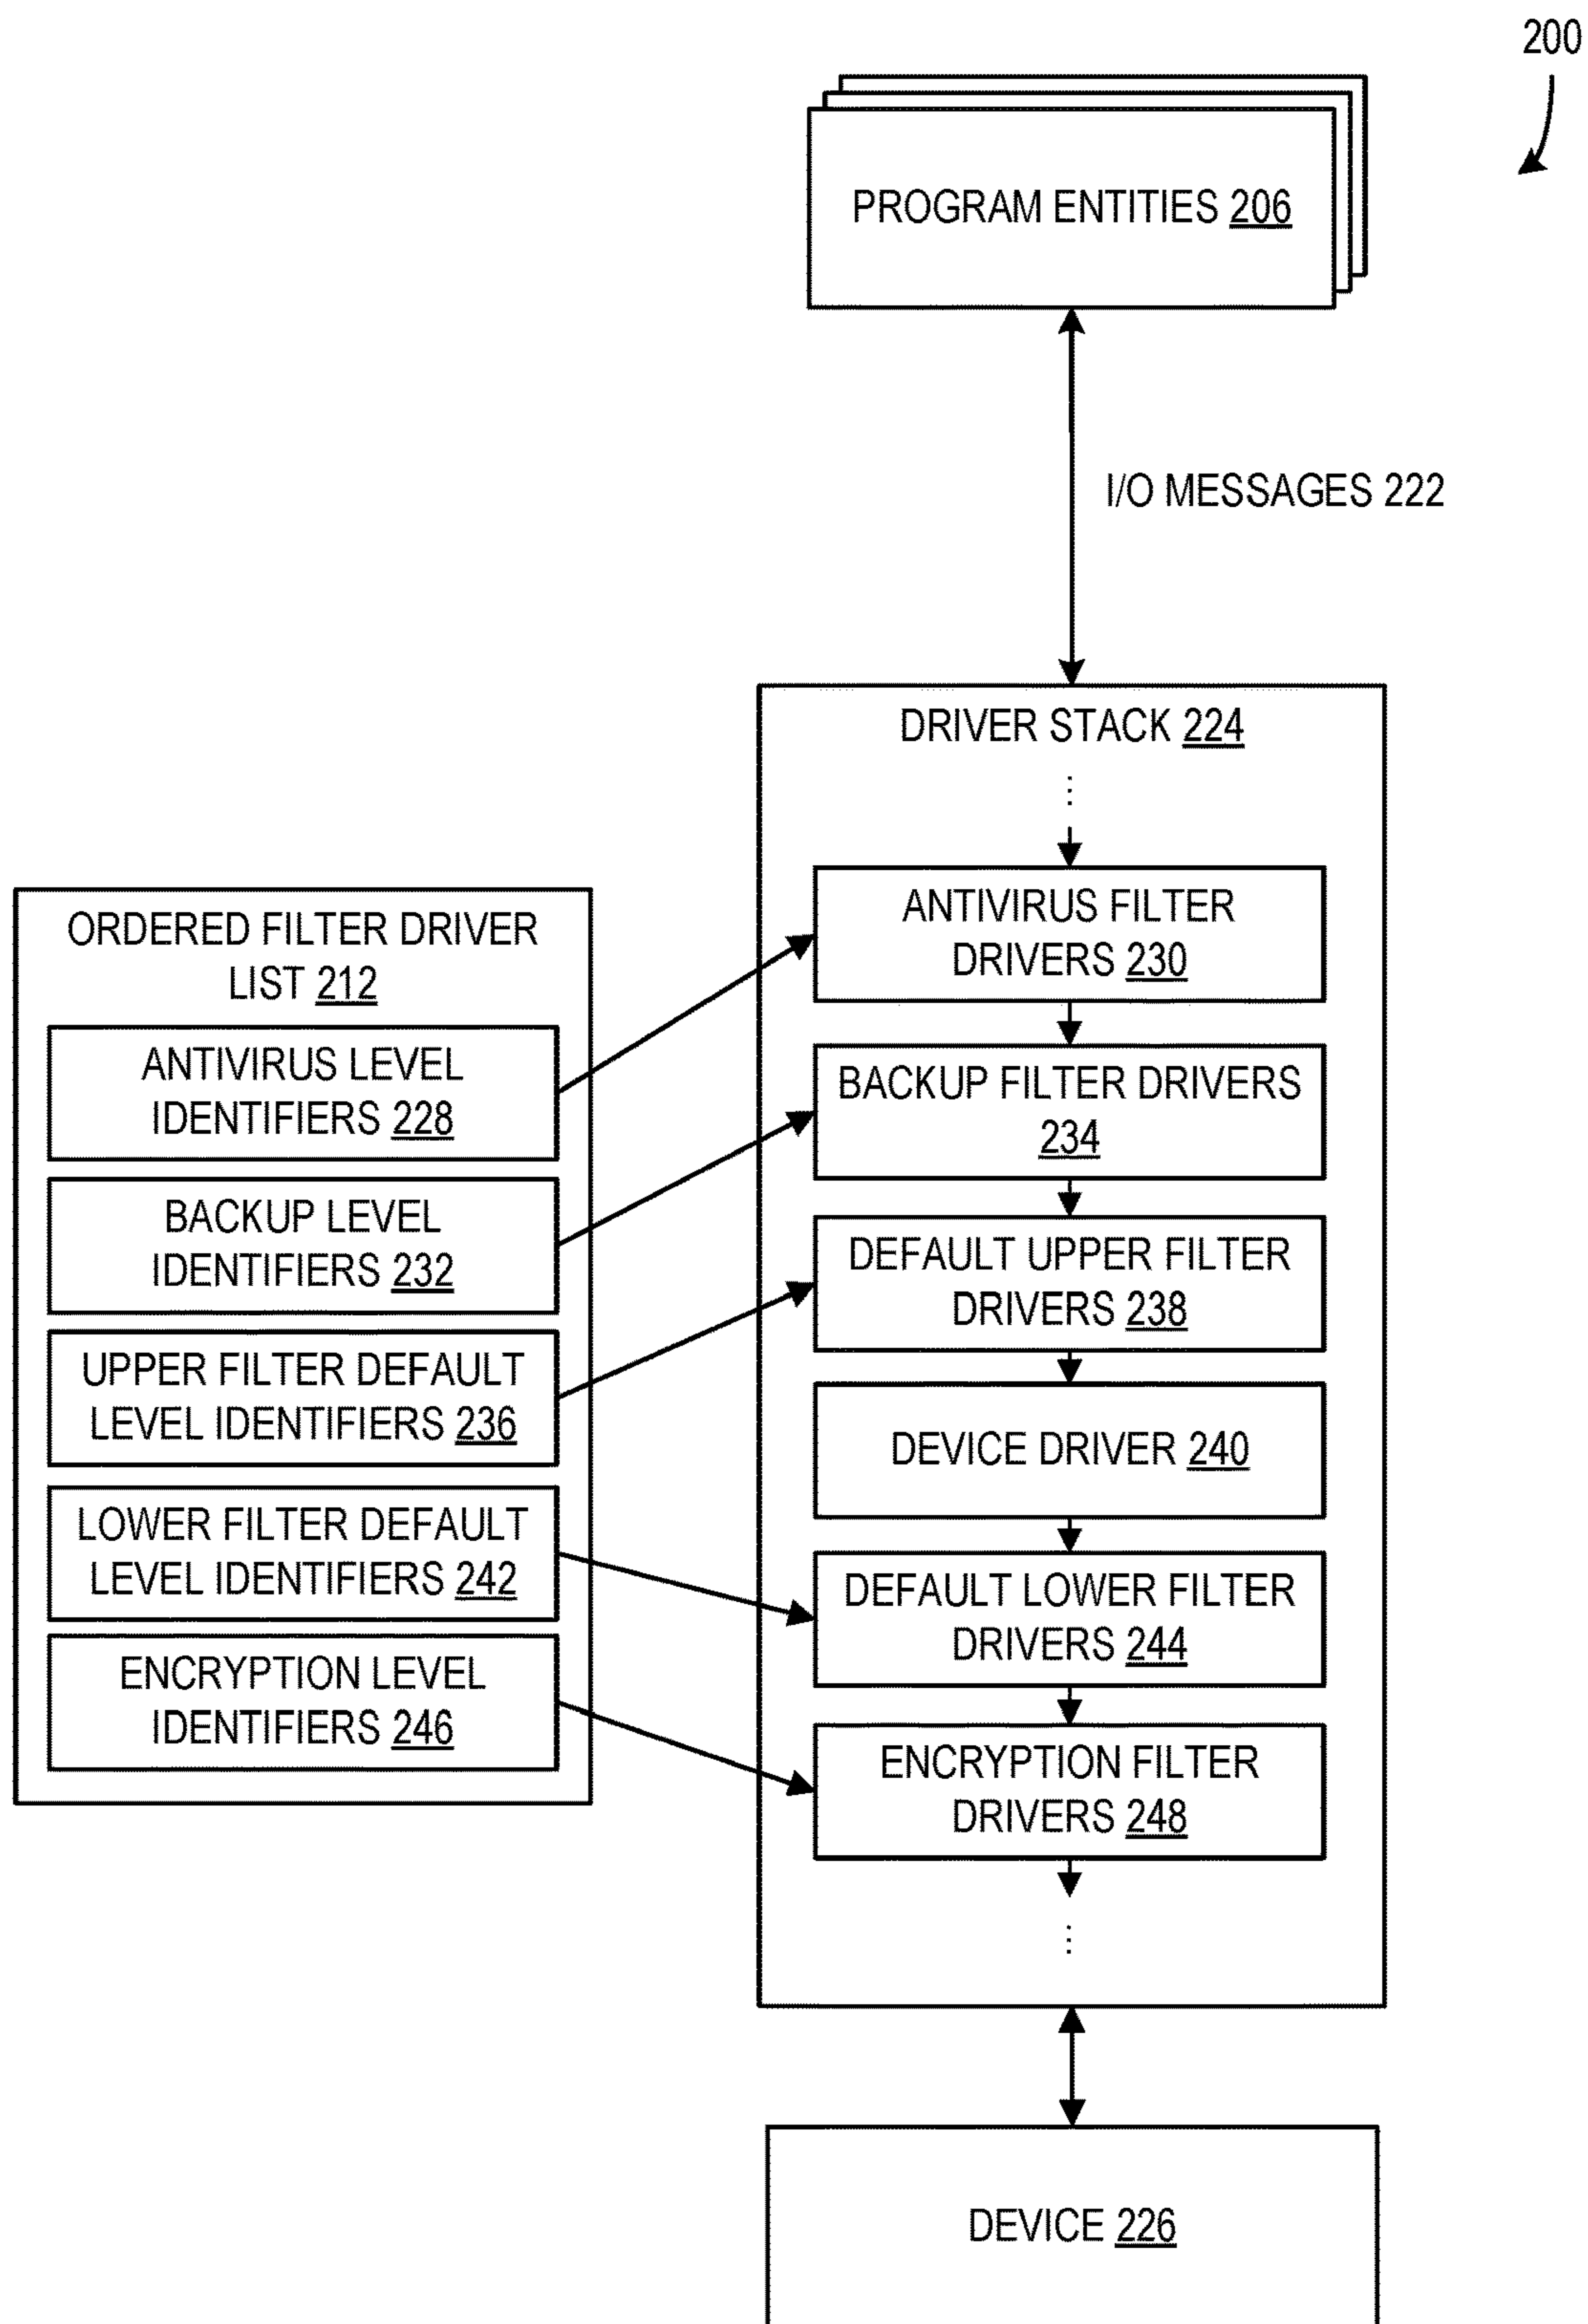 200
PROGRAM ENTITIES 206
I/O MESSAGES 222
DRIVER STACK 224
⋮
ANTIVIRUS FILTER
DRIVERS 230
BACKUP FILTER DRIVERS
234
DEFAULT UPPER FILTER
DRIVERS 238
DEVICE DRIVER 240
DEFAULT LOWER FILTER
DRIVERS 244
ENCRYPTION FILTER
DRIVERS 248
⋮
ORDERED FILTER DRIVER
LIST 212
ANTIVIRUS LEVEL
IDENTIFIERS 228
BACKUP LEVEL
IDENTIFIERS 232
UPPER FILTER DEFAULT
LEVEL IDENTIFIERS 236
LOWER FILTER DEFAULT
LEVEL IDENTIFIERS 242
ENCRYPTION LEVEL
IDENTIFIERS 246
DEVICE 226